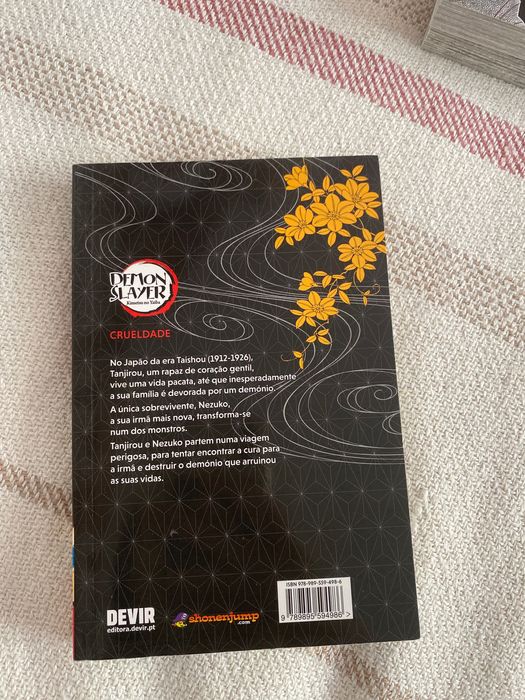 DEMON
SLAYER
Kimetsu no Yaiba
CRUELDADE
No Japão da era Taishou (1912-1926),
Tanjirou, um rapaz de coração gentil,
vive uma vida pacata, até que inesperadamente
a sua família é devorada por um demónio.
A única sobrevivente, Nezuko,
a sua irmã mais nova, transforma-se
num dos monstros.
Tanjirou e Nezuko partem numa viagem
perigosa, para tentar encontrar a cura para
a irmã e destruir o demónio que arruinou
as suas vidas.
ISBN 978-989-559-498-6
9 789895 594986 >
DEVIR
editora.devir.pt
shonenjump
.com